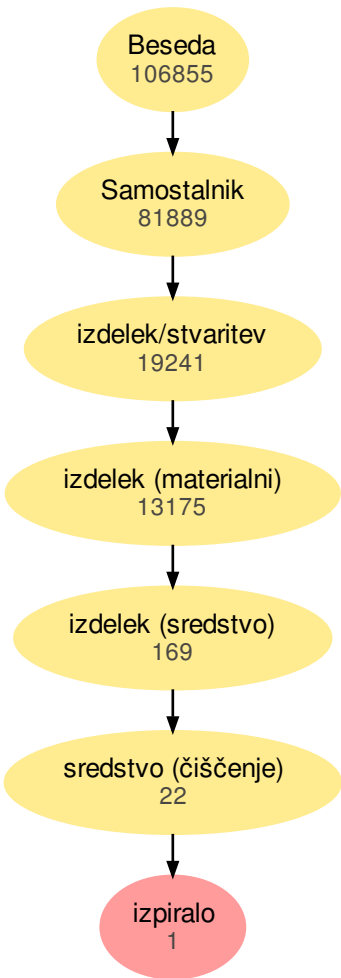 Beseda
106855
Samostalnik
81889
izdelek/stvaritev
19241
izdelek (materialni)
13175
izdelek (sredstvo)
169
sredstvo (čiščenje)
22
izpiralo
1